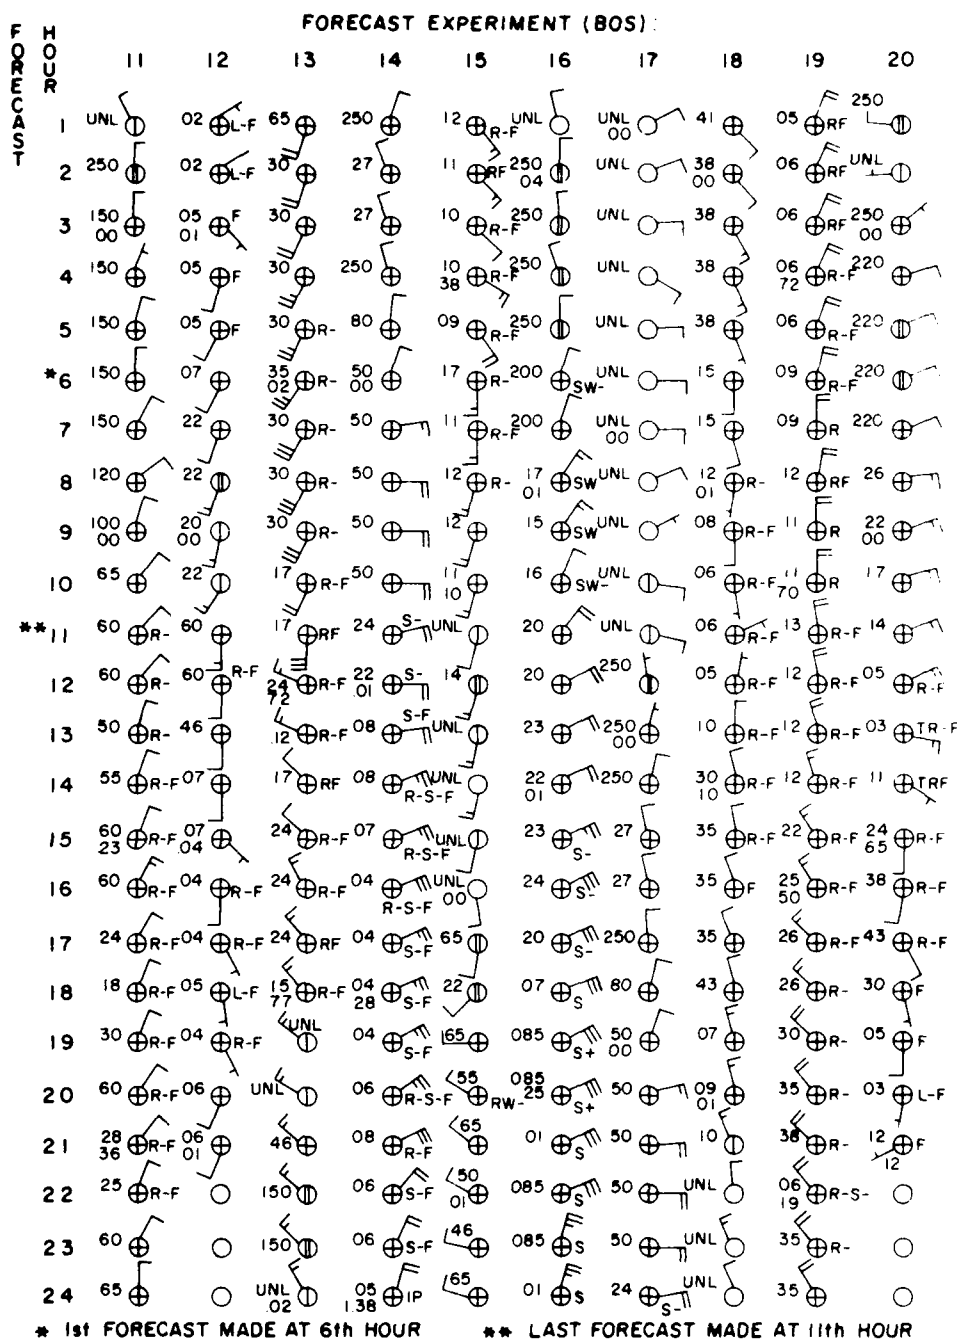 FORECAST EXPERIMENT (BOS)
FORECAST HOUR 11 12 13 14 15 16 17 18 19 20
1 UNL 02 L-F 65 250 12 R-F UNL UNL 00 41 05 RF 250
2 250 02 L-F 30 27 11 RF 250 04 UNL 38 00 06 RF UNL
3 150 00 05 01 F 30 27 10 R-F 250 UNL 38 06 RF 250 00
4 150 05 F 30 250 10 38 R-F 250 UNL 38 06 72 R-F 220
5 150 05 F 30 R- 80 09 R-F 250 UNL 38 06 R-F 220
*6 150 07 35 02 R- 50 00 17 R- 200 SW- UNL 15 09 R-F 220
7 150 22 30 R- 50 11 R-F 200 UNL 00 15 09 R 220
8 120 22 30 R- 50 12 R- 17 01 SW UNL 12 01 R- 12 RF 26
9 100 00 20 00 30 R- 50 12 15 SW UNL 08 R-F 11 R 22 00
10 65 22 17 R-F 50 11 10 16 SW- UNL 06 R-F 11 70 R 17
**11 60 R- 60 17 RF 24 S- UNL 20 UNL 06 R-F 13 R-F 14
12 60 R- 60 R-F 24 72 R-F 22 .01 S- 14 20 250 05 R-F 12 R-F 05 R-F
13 50 R- 46 .12 R-F 08 S-F UNL 23 250 00 10 R-F 12 R-F 03 TR-F
14 55 R-F 07 17 RF 08 R-S-F UNL 22 01 250 30 10 R-F 12 R-F 11 TRF
15 60 23 R-F 07 .04 24 R-F 07 R-S-F UNL 23 S- 27 35 R-F 22 R-F 24 65 R-F
16 60 R-F 04 R-F 24 R-F 04 R-S-F UNL 00 24 S- 27 35 F 25 50 R-F 38 R-F
17 24 R-F 04 R-F 24 RF 04 S-F 65 20 S- 250 35 26 R-F 43 R-F
18 18 R-F 05 L-F 15 77 R-F 04 28 S-F 22 07 S 80 43 26 R- 30 F
19 30 R-F 04 R-F UNL 04 S-F 65 085 S+ 50 00 07 30 R- 05 F
20 60 R-F 06 UNL 06 R-S-F 55 RW- 085 25 S+ 50 09 01 35 R- 03 L-F
21 28 36 R-F 06 01 46 08 R-F 65 01 S 50 10 38 R- 12 12 F
22 25 R-F 150 06 S-F 50 01 085 S 50 UNL 06 19 R-S-
23 60 150 06 S-F 46 085 S 50 UNL 35 R-
24 65 UNL .02 05 1.38 IP 65 01 S 24 S- UNL 35
* 1st FORECAST MADE AT 6th HOUR ** LAST FORECAST MADE AT 11th HOUR